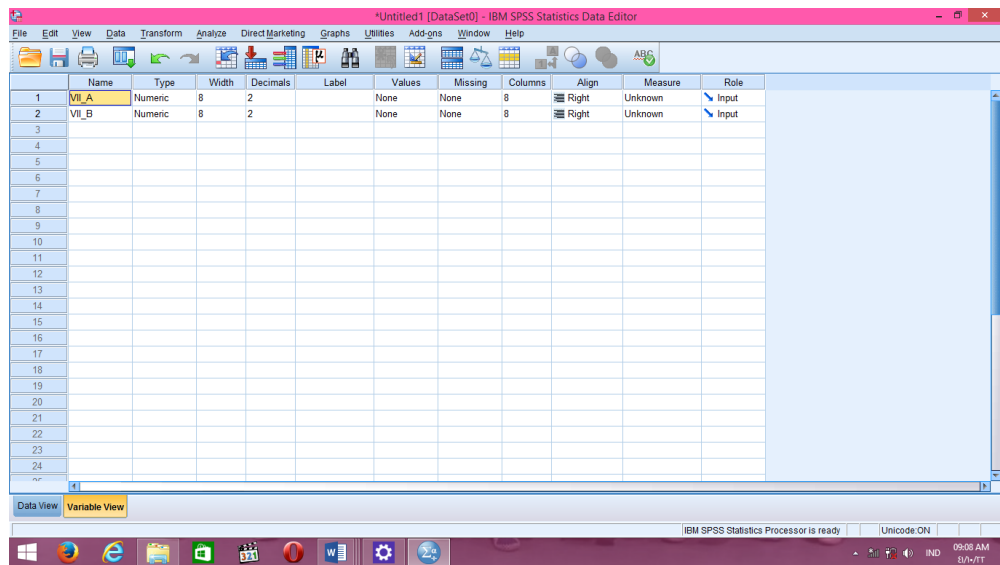 *Untitled1 [DataSet0] - IBM SPSS Statistics Data Editor
File Edit View Data Transform Analyze Direct Marketing Graphs Utilities Add-ons Window Help
Name Type Width Decimals Label Values Missing Columns Align Measure Role
1 VII_A Numeric 8 2 None None 8 Right Unknown Input
2 VII_B Numeric 8 2 None None 8 Right Unknown Input
3
4
5
6
7
8
9
10
11
12
13
14
15
16
17
18
19
20
21
22
23
24
Data View Variable View
IBM SPSS Statistics Processor is ready Unicode:ON
IND 09:08 AM